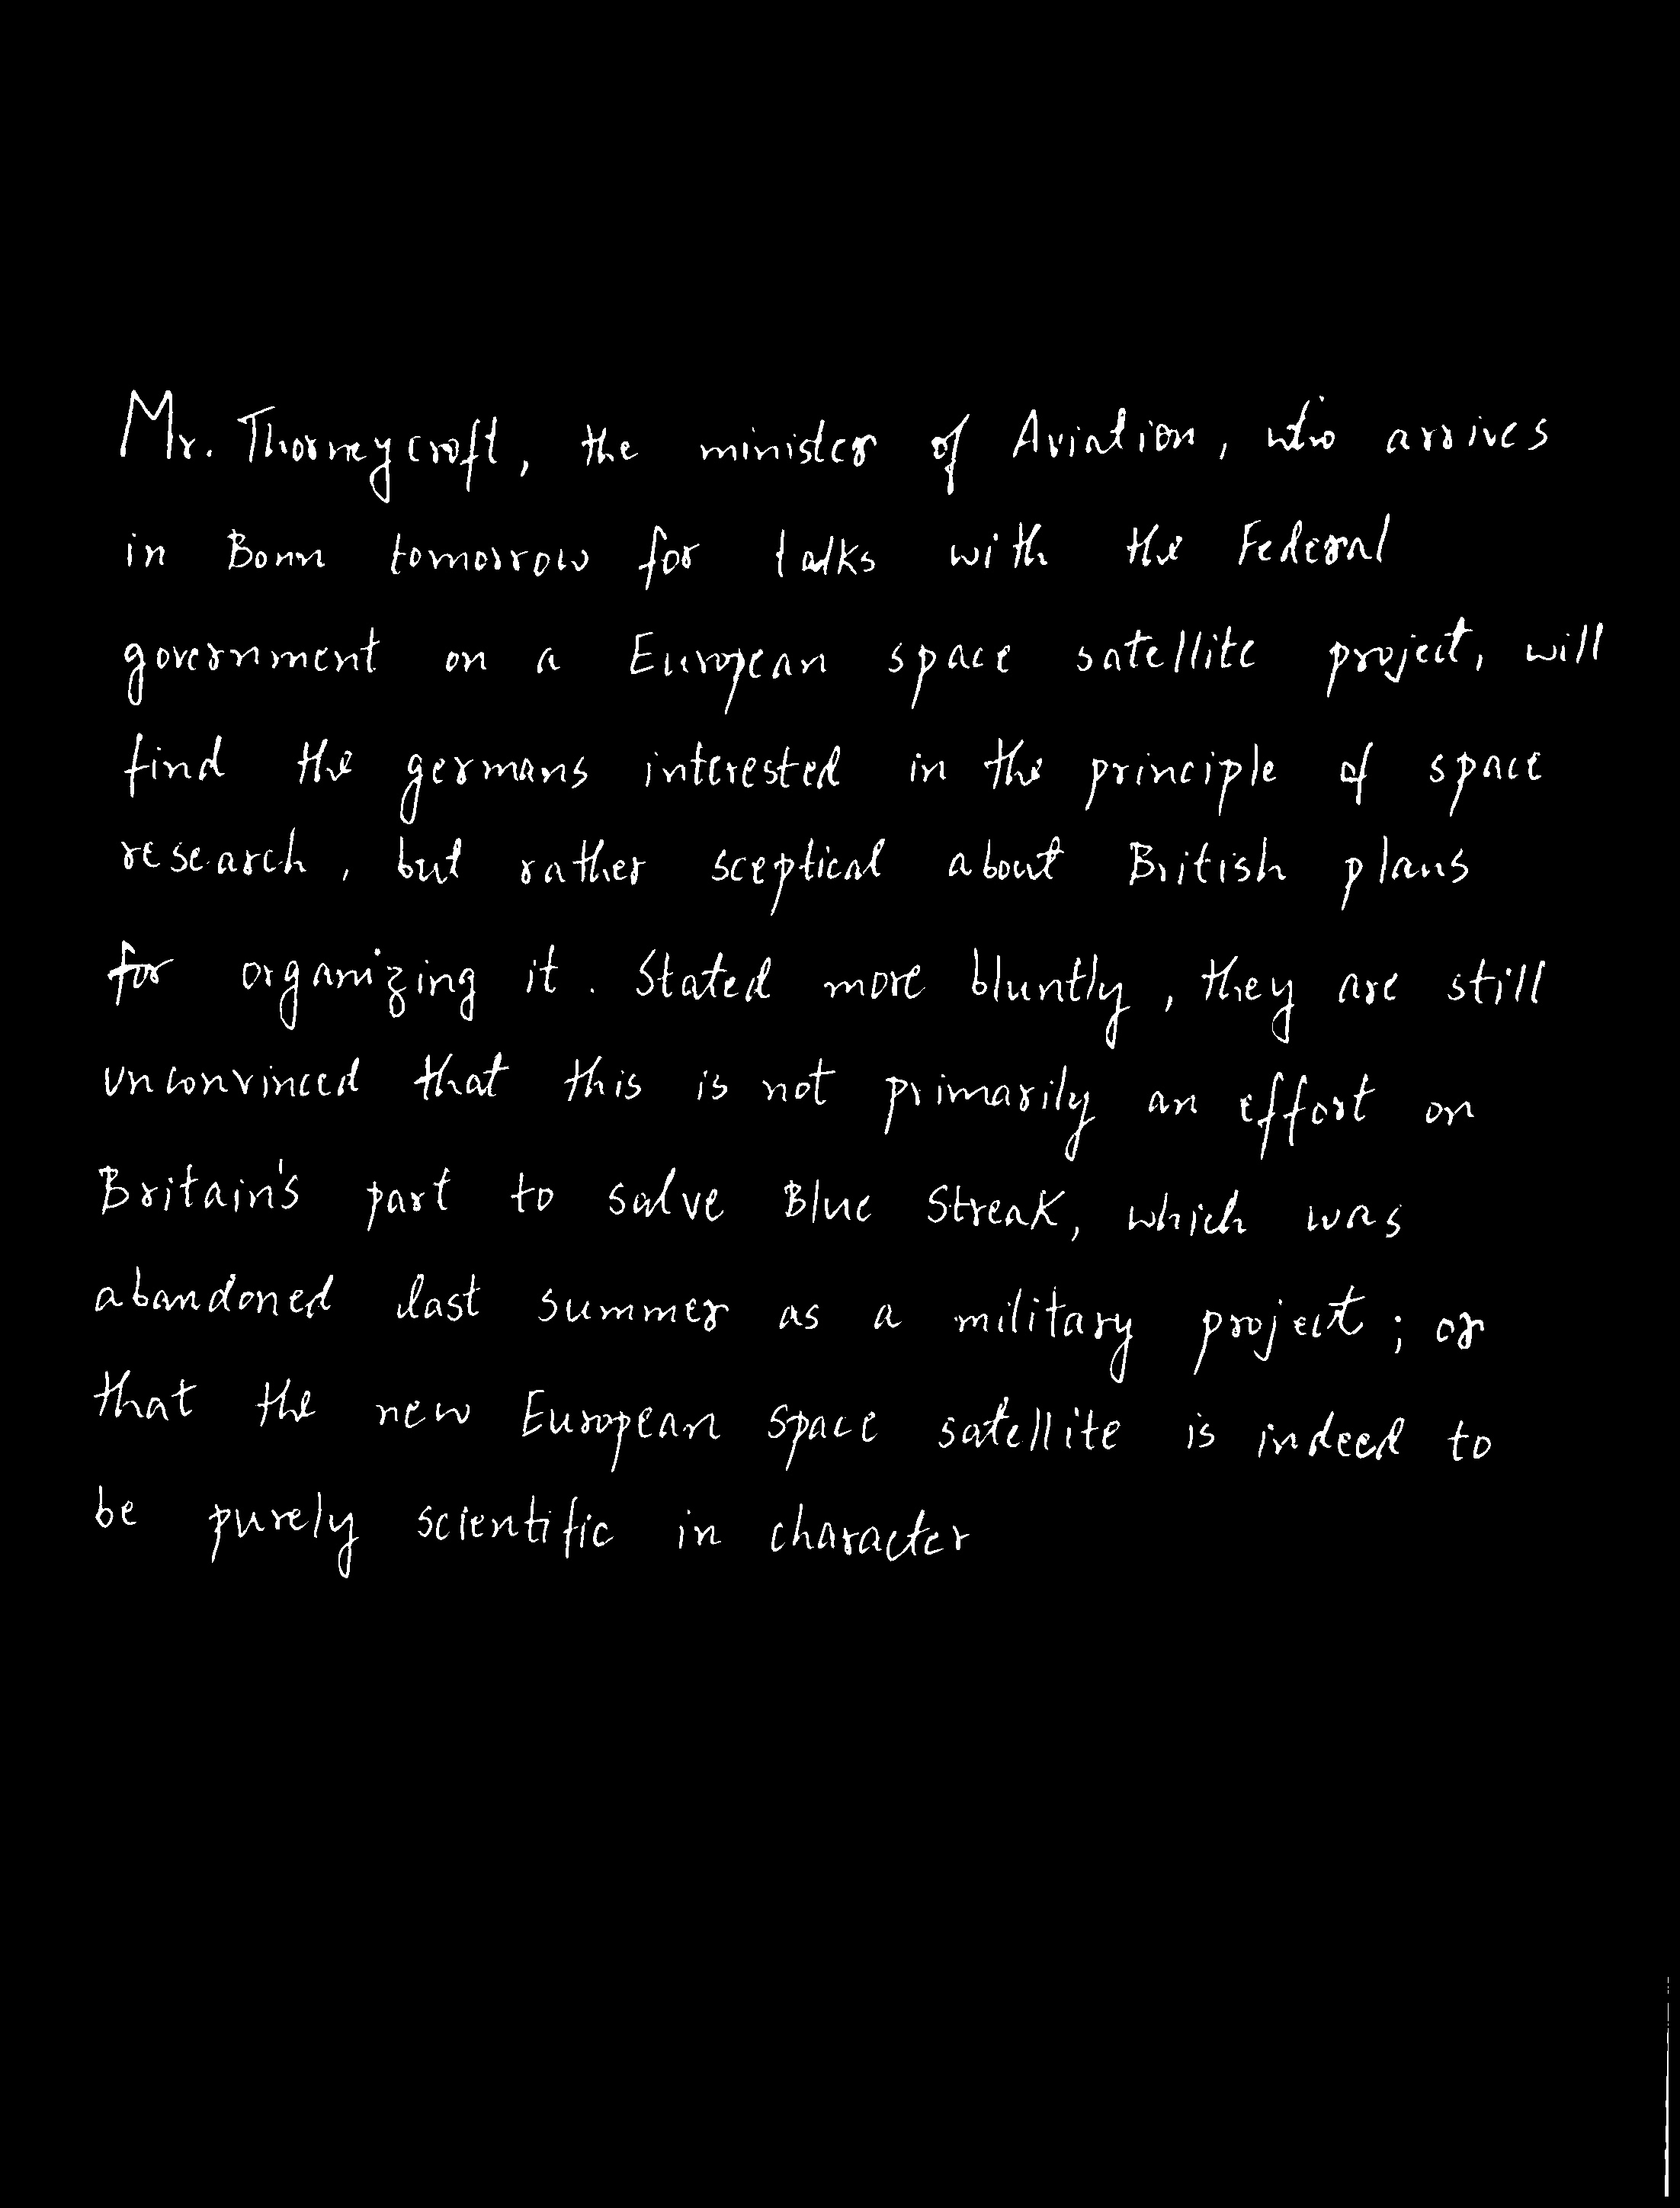 Mr. Thorneycroft, the minister of Aviation, who arrives
in Bonn tomorrow for talks with the Federal
government on a European space satellite project, will
find the germans interested in the principle of space
research, but rather sceptical about British plans
for organizing it. Stated more bluntly, they are still
unconvinced that this is not primarily an effort on
Britain's part to salve Blue Streak, which was
abandoned last summer as a military project; or
that the new European space satellite is indeed to
be purely scientific in character